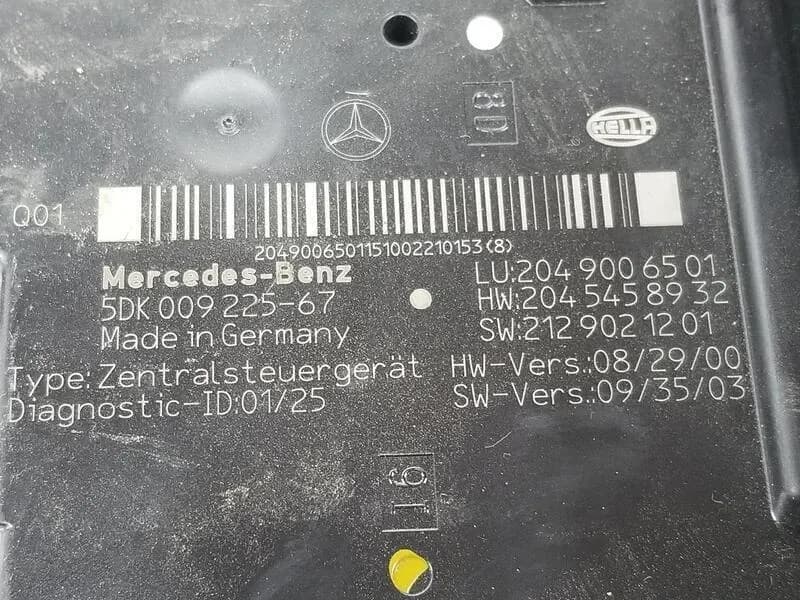 8D
HELLA
Q01
2049006501151002210153(8)
Mercedes-Benz
LU:204 900 65 01
5DK 009 225-67
HW:204 545 89 32
Made in Germany
SW:212 902 12 01
Type: Zentralsteuergerät
HW-Vers.:08/29/00
Diagnostic-ID:01/25
SW-Vers.:09/35/03
16